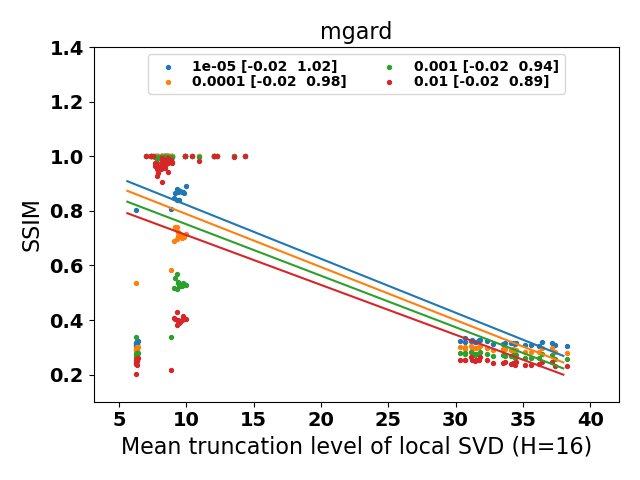 mgard
1e-05 [-0.02  1.02]
0.0001 [-0.02  0.98]
0.001 [-0.02  0.94]
0.01 [-0.02  0.89]
SSIM
1.4
1.2
1.0
0.8
0.6
0.4
0.2
5 10 15 20 25 30 35 40
Mean truncation level of local SVD (H=16)